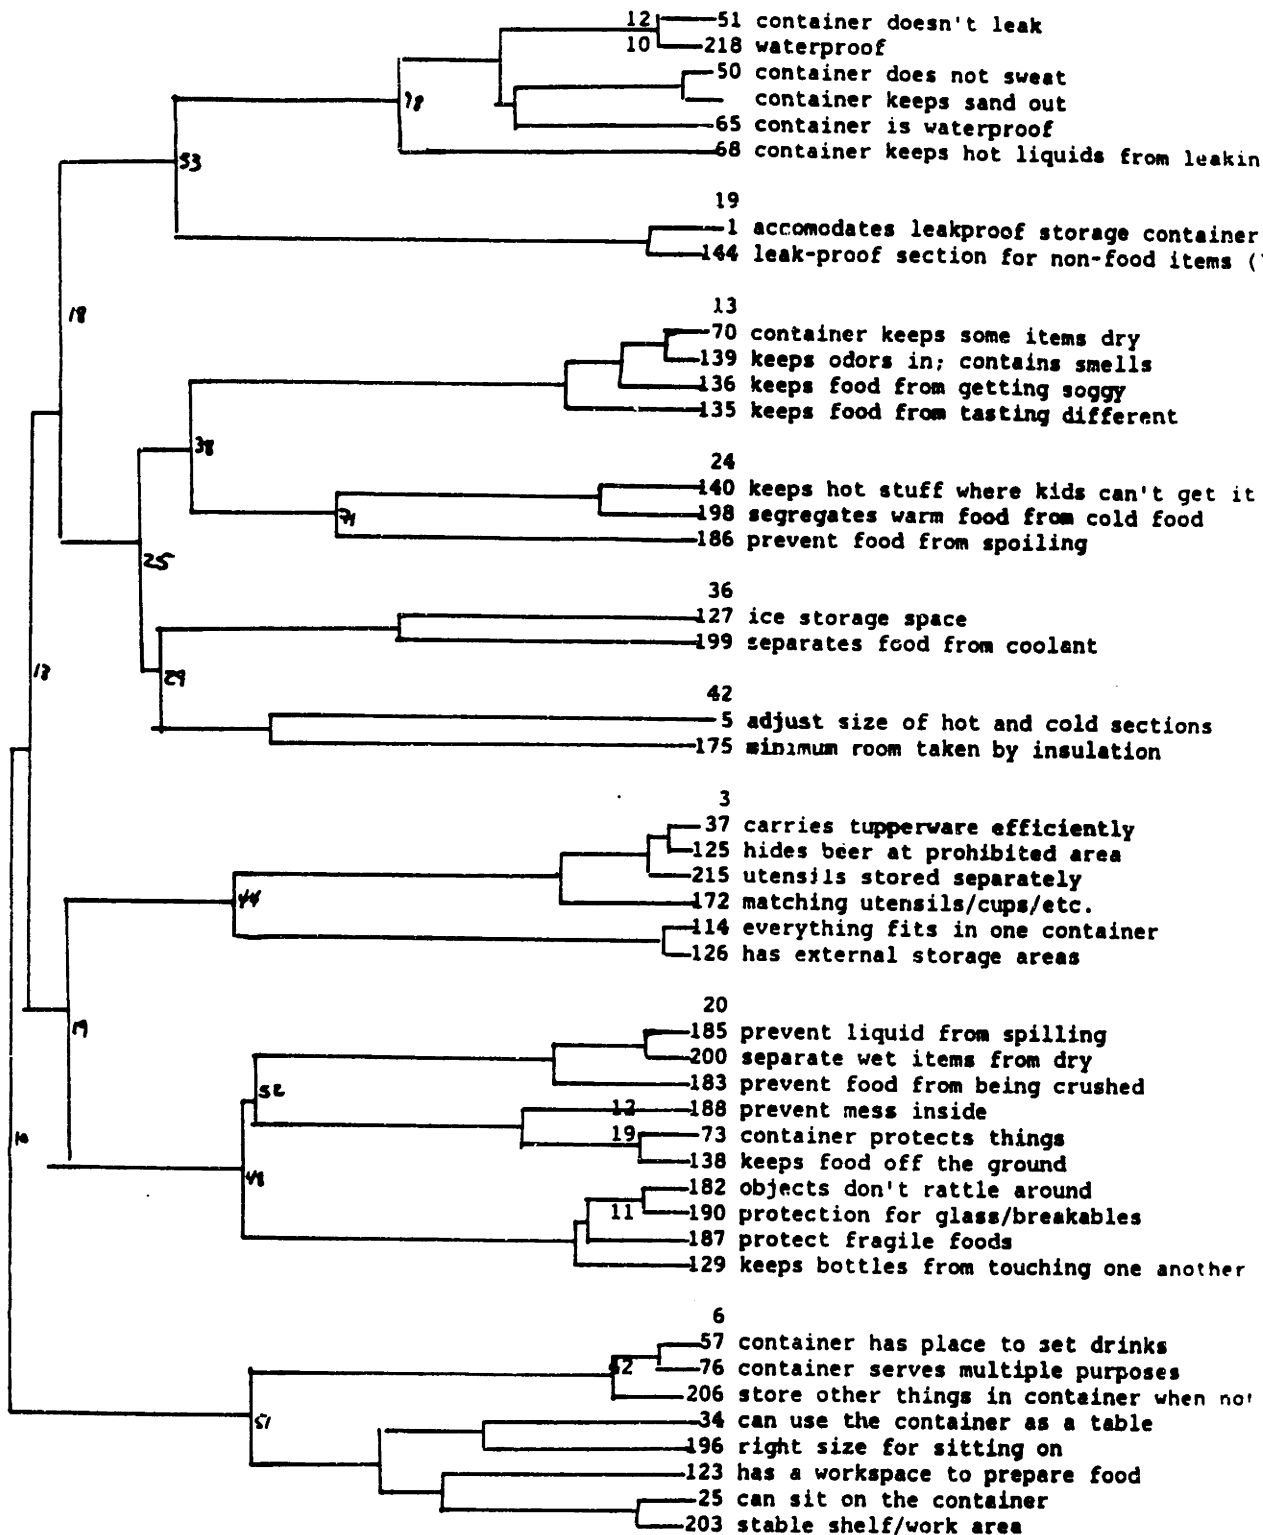 12 51 container doesn't leak
10 218 waterproof
50 container does not sweat
container keeps sand out
65 container is waterproof
78
68 container keeps hot liquids from leakin
53
19
1 accomodates leakproof storage container
144 leak-proof section for non-food items (
18
13
70 container keeps some items dry
139 keeps odors in; contains smells
136 keeps food from getting soggy
135 keeps food from tasting different
38
24
140 keeps hot stuff where kids can't get it
198 segregates warm food from cold food
71
186 prevent food from spoiling
25
36
127 ice storage space
199 separates food from coolant
13
29
42
5 adjust size of hot and cold sections
175 minimum room taken by insulation
3
37 carries tupperware efficiently
125 hides beer at prohibited area
215 utensils stored separately
44
172 matching utensils/cups/etc.
114 everything fits in one container
126 has external storage areas
20
19
185 prevent liquid from spilling
200 separate wet items from dry
183 prevent food from being crushed
52
12 188 prevent mess inside
10
19 73 container protects things
138 keeps food off the ground
48
182 objects don't rattle around
11 190 protection for glass/breakables
187 protect fragile foods
129 keeps bottles from touching one another
6
57 container has place to set drinks
76 container serves multiple purposes
206 store other things in container when
51
34 can use the container as a table
196 right size for sitting on
123 has a workspace to prepare food
25 can sit on the container
203 stable shelf/work area